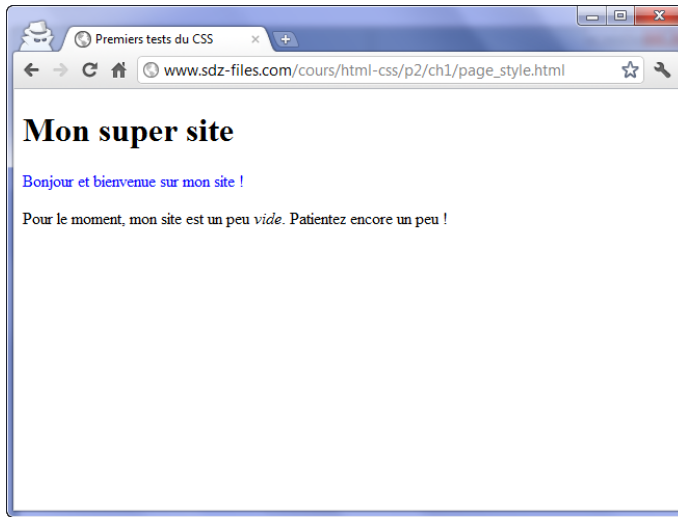 Premiers tests du CSS
www.sdz-files.com/cours/html-css/p2/ch1/page_style.html
Mon super site
Bonjour et bienvenue sur mon site !
Pour le moment, mon site est un peu vide. Patientez encore un peu !